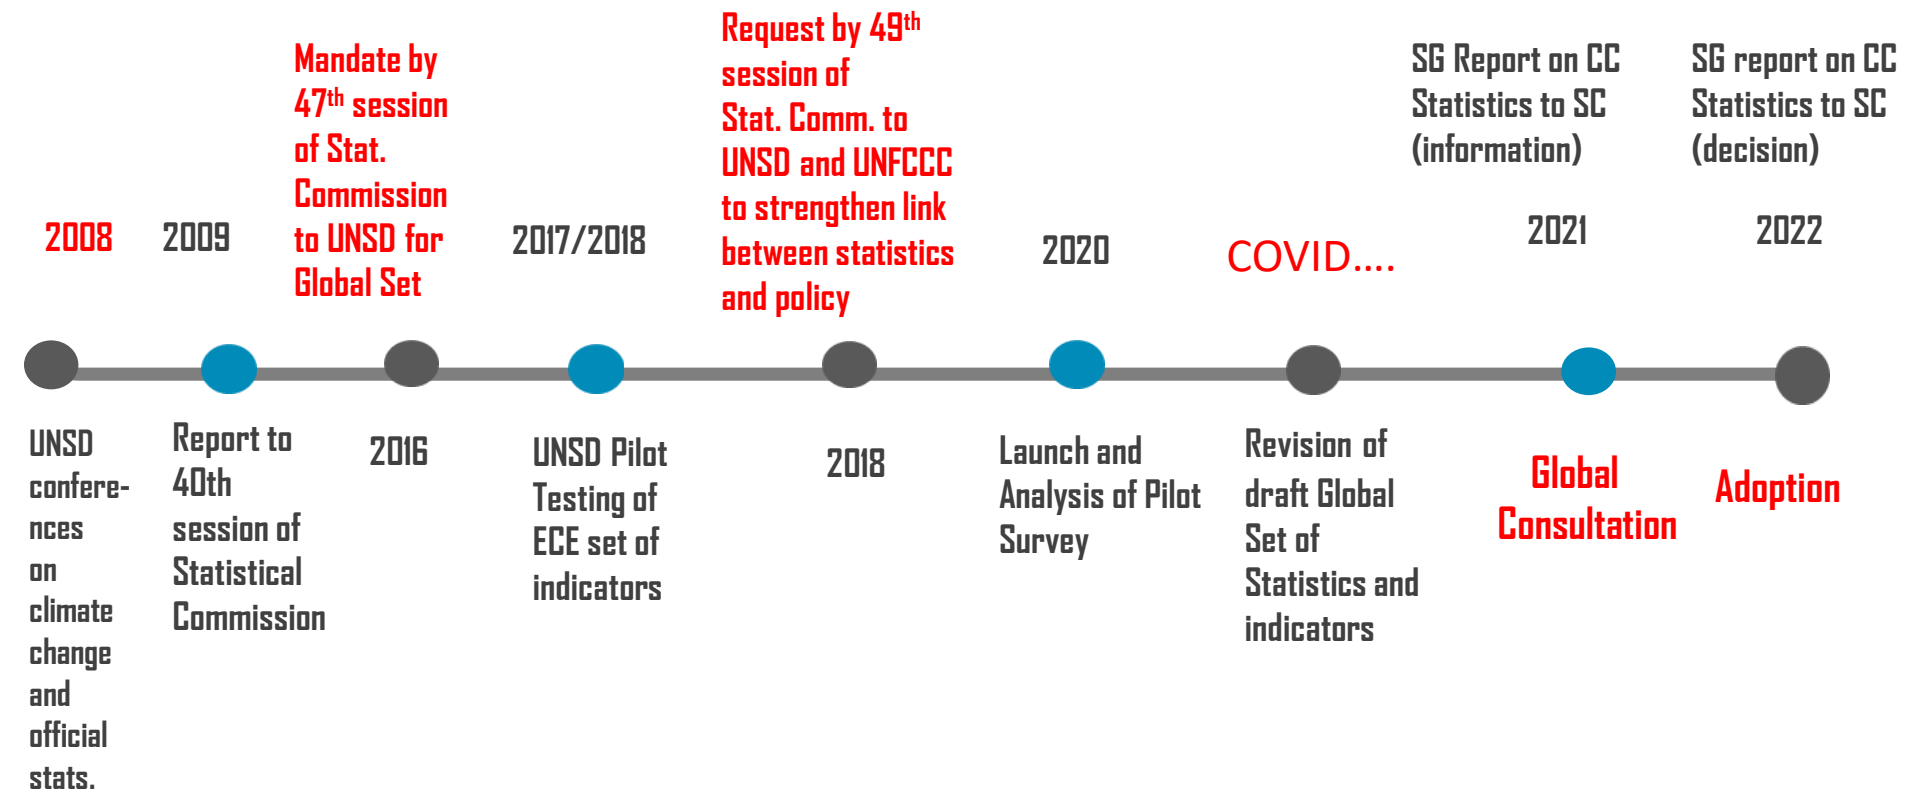 2008
UNSD
confere-
nces
on
climate
change
and
official
stats.
2009
Report to
40th
session of
Statistical
Commission
Mandate by
47th session
of Stat.
Commission
to UNSD for
Global Set
2016
2017/2018
UNSD Pilot
Testing of
ECE set of
indicators
Request by 49th
session of
Stat. Comm. to
UNSD and UNFCCC
to strengthen link
between statistics
and policy
2018
2020
Launch and
Analysis of Pilot
Survey
COVID....
Revision of
draft Global
Set of
Statistics and
indicators
SG Report on CC
Statistics to SC
(information)
2021
Global
Consultation
SG report on CC
Statistics to SC
(decision)
2022
Adoption